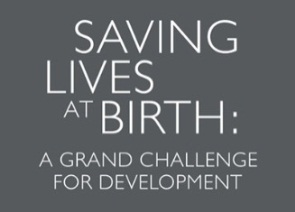 SAVING
LIVES
AT BIRTH:
A GRAND CHALLENGE
FOR DEVELOPMENT